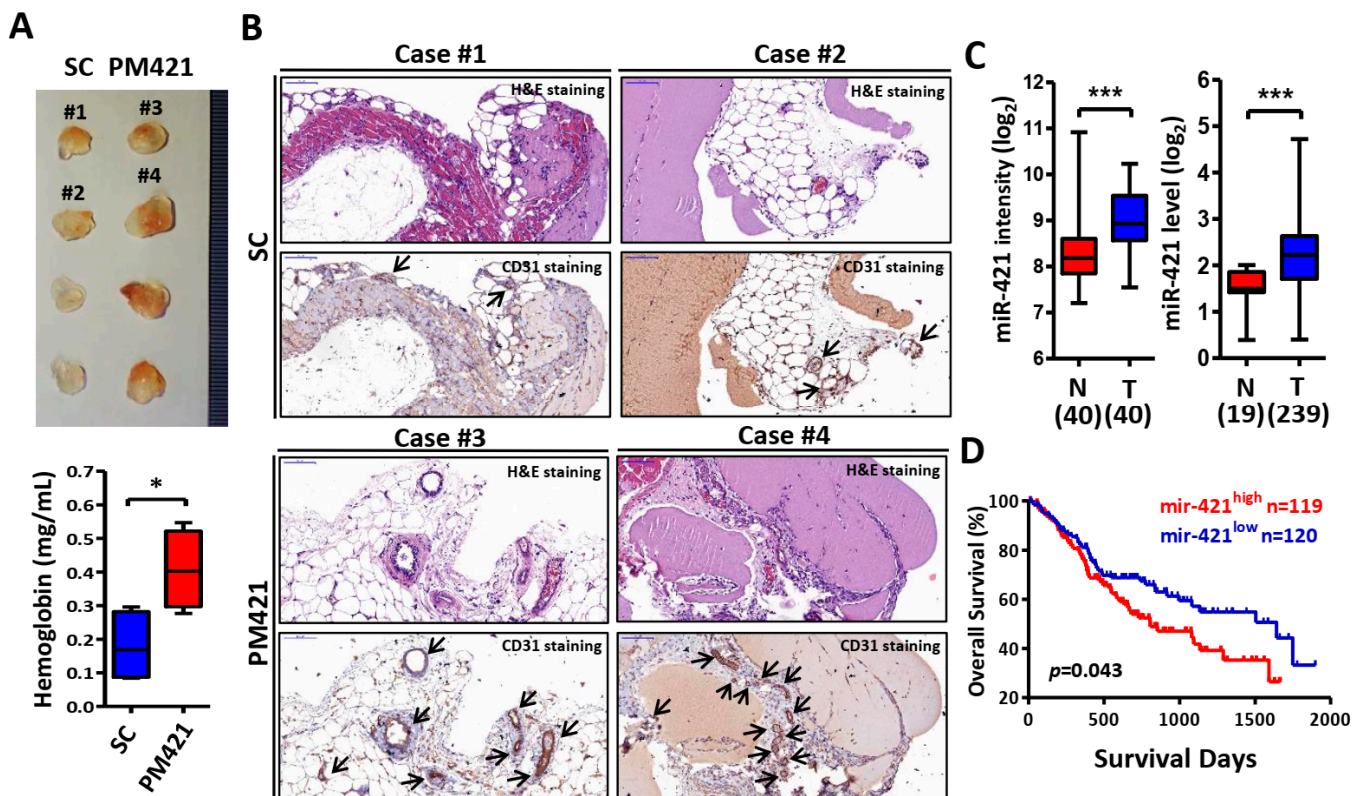 A
SC PM421
#1 #3
#2 #4
Hemoglobin (mg/mL)
0.7
0.6
0.5
0.4
0.3
0.2
0.1
0.0
*
SC
PM421
B
Case #1
Case #2
SC
H&E staining
H&E staining
CD31 staining
CD31 staining
Case #3
Case #4
PM421
H&E staining
H&E staining
CD31 staining
CD31 staining
C
miR-421 intensity (log2)
12
11
10
9
8
7
6
***
N T
(40) (40)
miR-421 level (log2)
6
5
4
3
2
1
0
***
N T
(19) (239)
D
Overall Survival (%)
100
80
60
40
20
mir-421high n=119
mir-421low n=120
p=0.043
0 500 1000 1500 2000
Survival Days